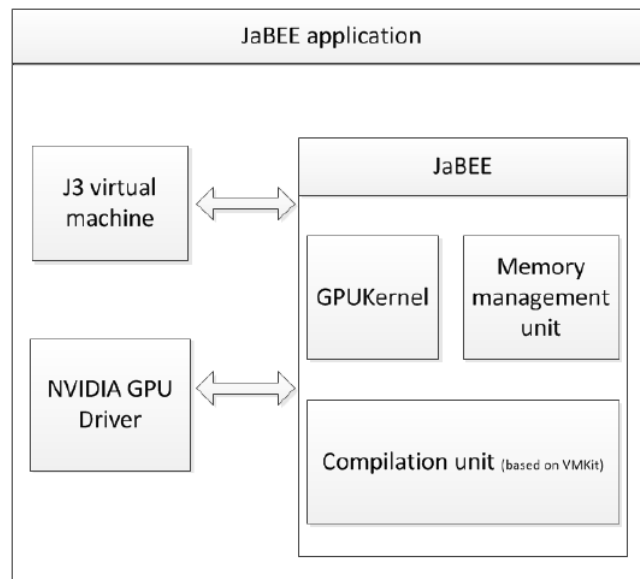 JaBEE application
J3 virtual
machine
JaBEE
GPUKernel
Memory
management
unit
NVIDIA GPU
Driver
Compilation unit (based on VMKit)